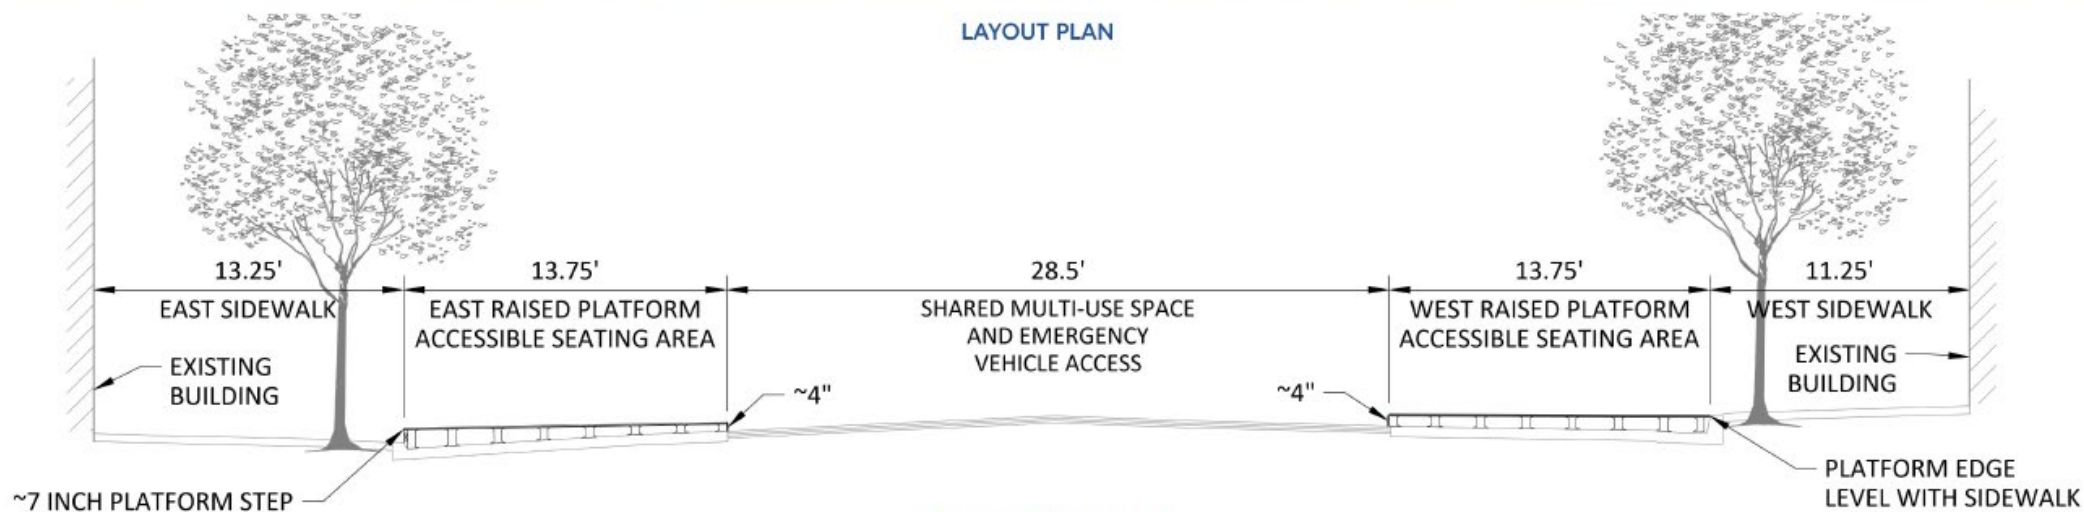 LAYOUT PLAN
13.25'
13.75'
28.5'
13.75'
11.25'
EAST SIDEWALK
EAST RAISED PLATFORM
ACCESSIBLE SEATING AREA
SHARED MULTI-USE SPACE
AND EMERGENCY
VEHICLE ACCESS
WEST RAISED PLATFORM
ACCESSIBLE SEATING AREA
WEST SIDEWALK
EXISTING
BUILDING
~4"
~4"
EXISTING
BUILDING
~7 INCH PLATFORM STEP
PLATFORM EDGE
LEVEL WITH SIDEWALK